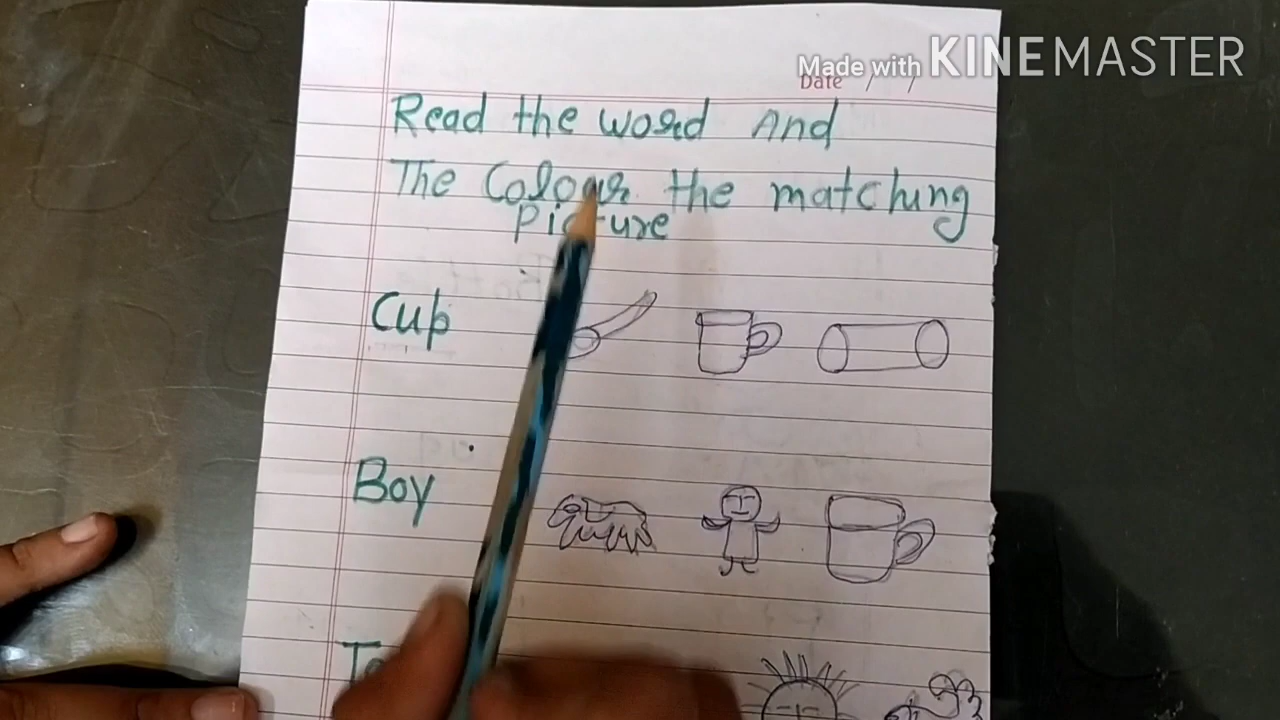 Made with KINEMASTER
Date / /
Read the word And
The Colour the matching
picture
Cup
Boy